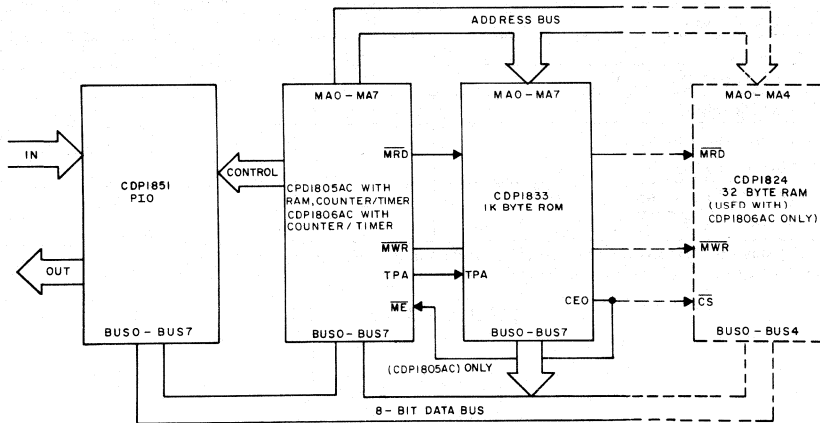 ADDRESS BUS
MA0 – MA7
MA0 – MA7
MA0 – MA4
IN
CDP1851
PIO
OUT
BUS0 – BUS7
CONTROL
MRD
CPD1805AC WITH
RAM, COUNTER/TIMER
CDP1806AC WITH
COUNTER / TIMER
MWR
TPA
ME
BUS0 – BUS7
CDP1833
1K BYTE ROM
TPA
CEO
BUS0 – BUS7
(CDP1805AC) ONLY
MRD
CDP1824
32 BYTE RAM
(USED WITH)
CDP1806AC ONLY)
MWR
CS
BUS0 – BUS4
8 - BIT DATA BUS